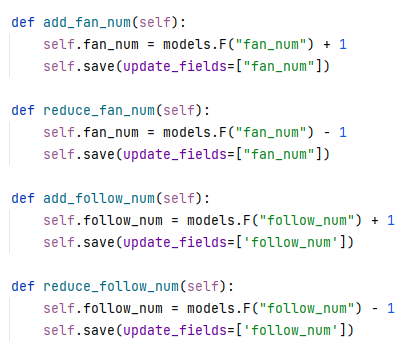 def add_fan_num(self):
    self.fan_num = models.F("fan_num") + 1
    self.save(update_fields=["fan_num"])

def reduce_fan_num(self):
    self.fan_num = models.F("fan_num") - 1
    self.save(update_fields=["fan_num"])

def add_follow_num(self):
    self.follow_num = models.F("follow_num") + 1
    self.save(update_fields=['follow_num'])

def reduce_follow_num(self):
    self.follow_num = models.F("follow_num") - 1
    self.save(update_fields=['follow_num'])